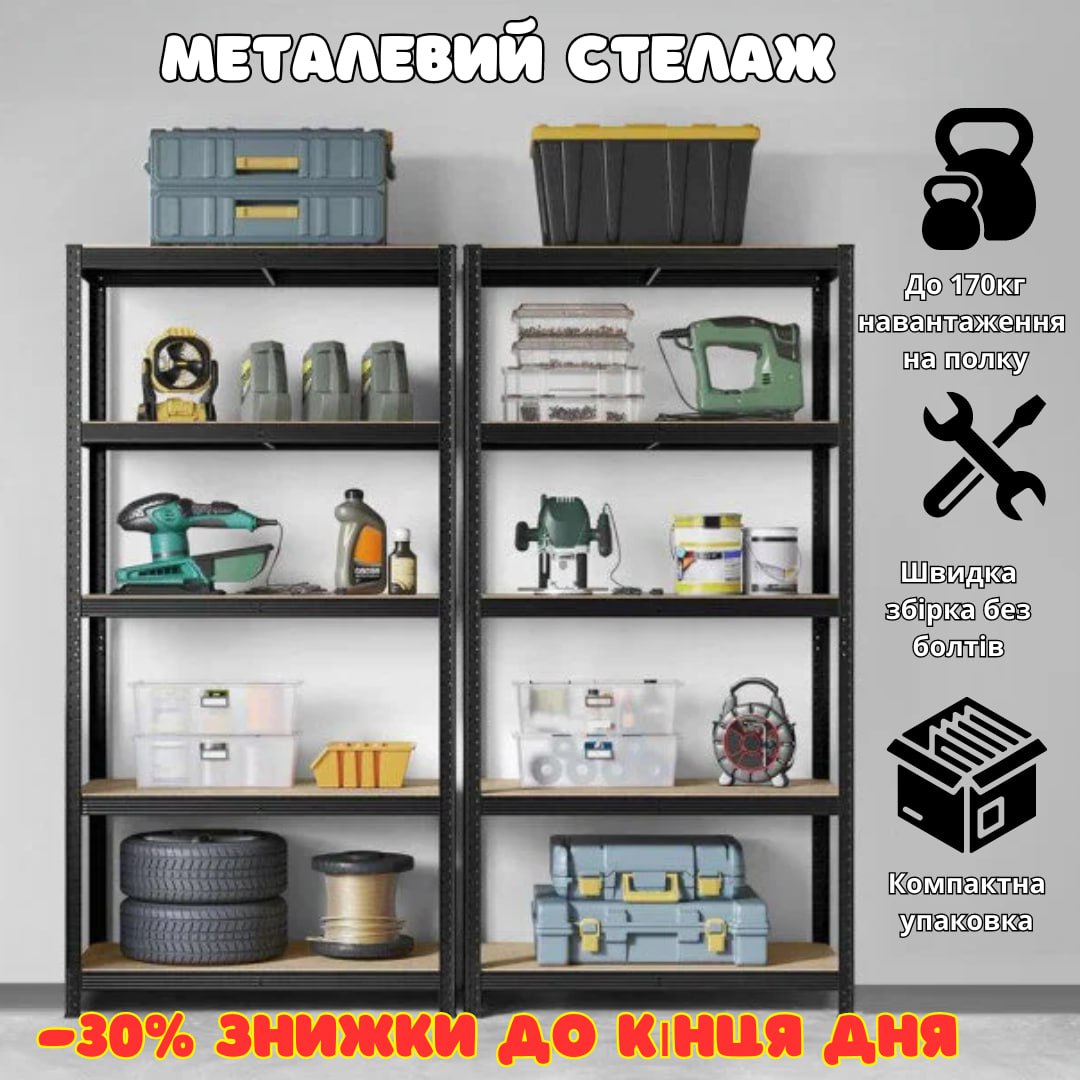 МЕТАЛЕВИЙ СТЕЛАЖ
До 170кг
навантаження
на полку
Швидка
збірка без
болтів
Компактна
упаковка
-30% ЗНИЖКИ ДО КІНЦЯ ДНЯ